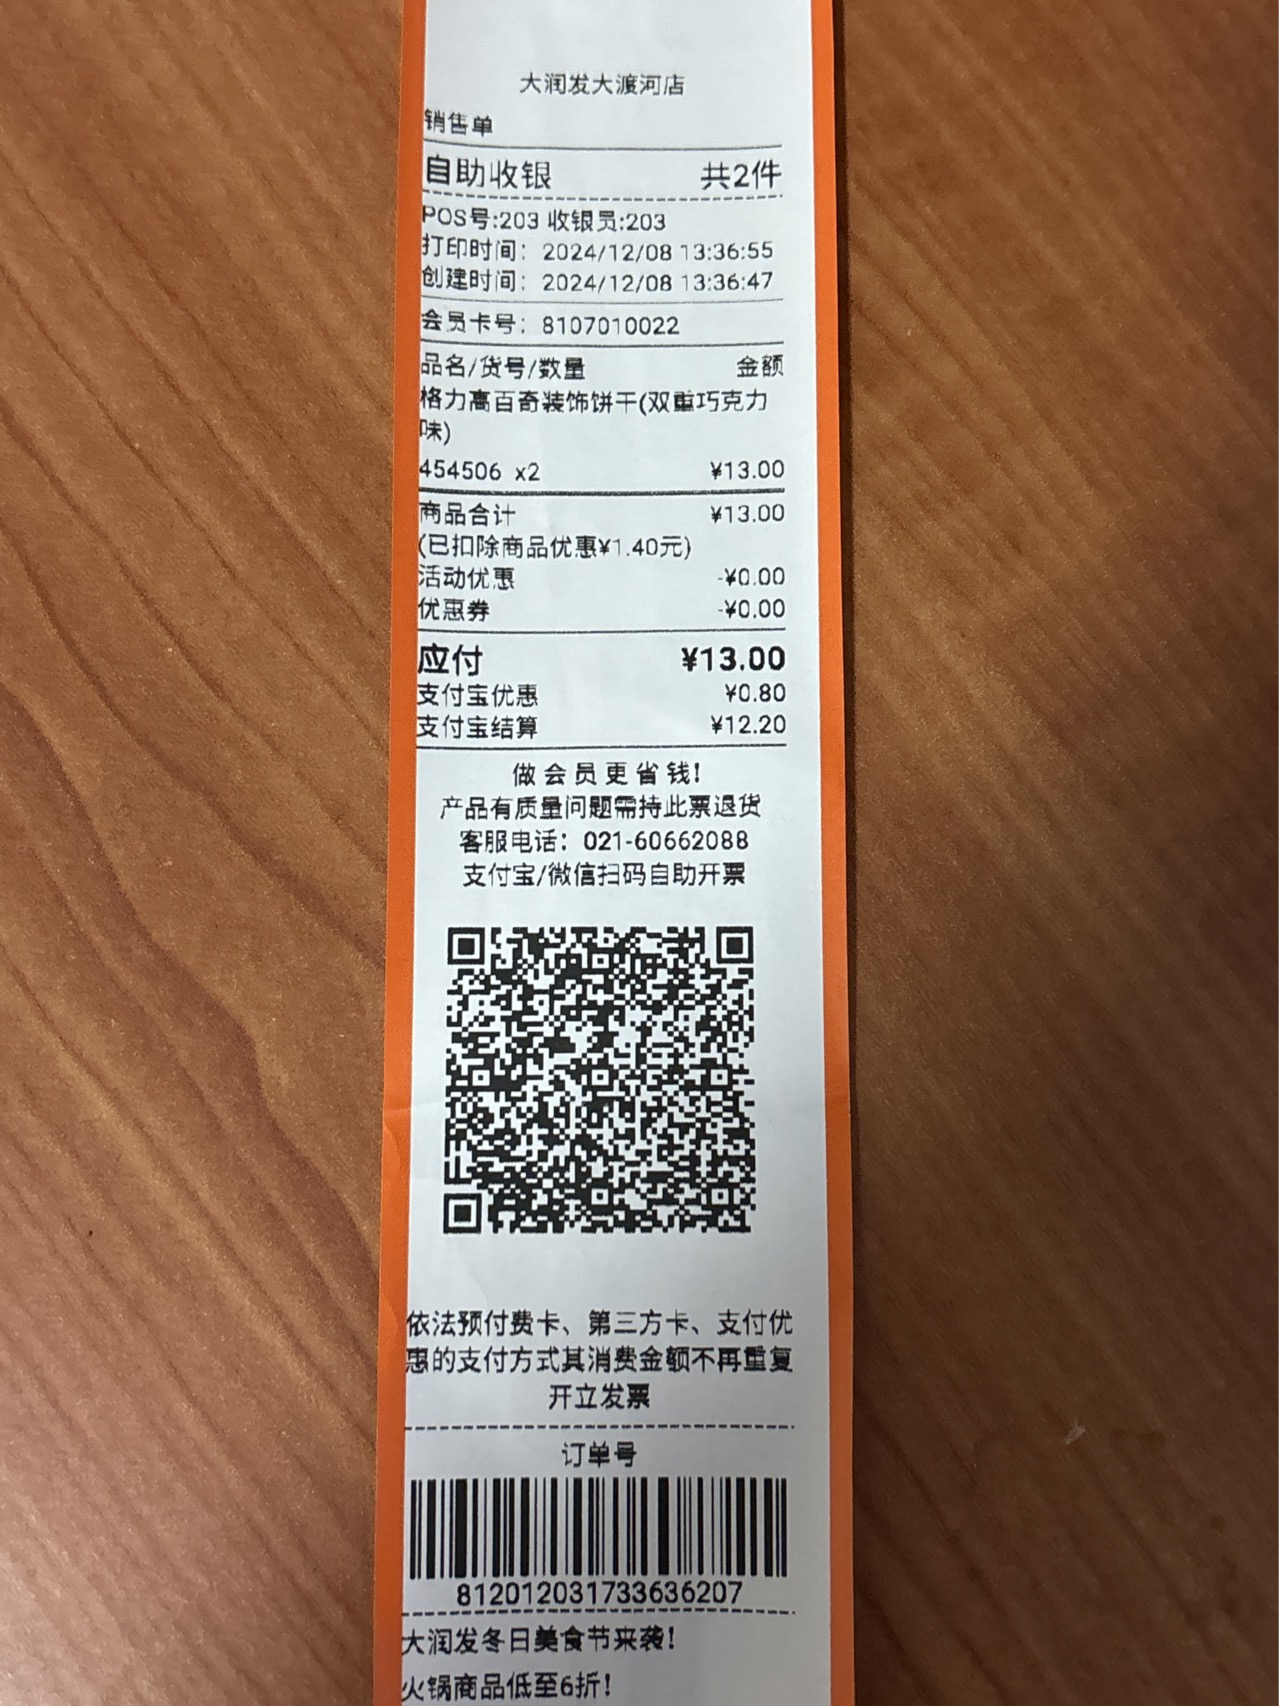 大润发大渡河店
销售单
自助收银 共2件
POS号:203 收银员:203
打印时间: 2024/12/08 13:36:55
创建时间: 2024/12/08 13:36:47
会员卡号: 8107010022
品名/货号/数量 金额
格力高百奇装饰饼干(双重巧克力
味)
454506 x2 ¥13.00
商品合计 ¥13.00
(已扣除商品优惠¥1.40元)
活动优惠 -¥0.00
优惠券 -¥0.00
应付 ¥13.00
支付宝优惠 ¥0.80
支付宝结算 ¥12.20
做会员更省钱!
产品有质量问题需持此票退货
客服电话: 021-60662088
支付宝/微信扫码自助开票
依法预付费卡、第三方卡、支付优
惠的支付方式其消费金额不再重复
开立发票
订单号
812012031733636207
大润发冬日美食节来袭!
火锅商品低至6折!